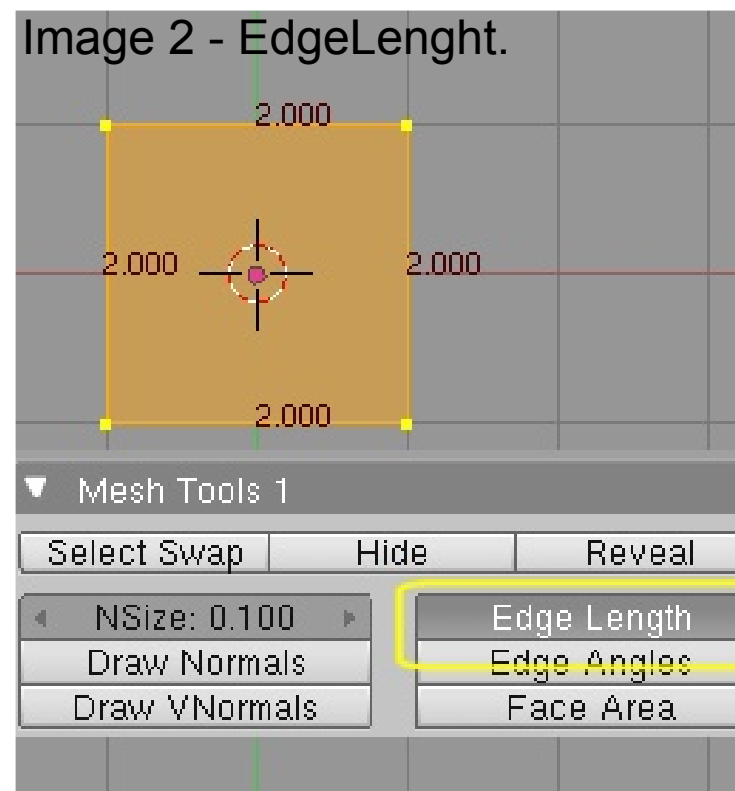 Image 2 - EdgeLenght.
2.000
2.000 2.000
2.000
Mesh Tools 1
Select Swap Hide Reveal
NSize: 0.100 Edge Length
Draw Normals Edge Angles
Draw VNormals Face Area